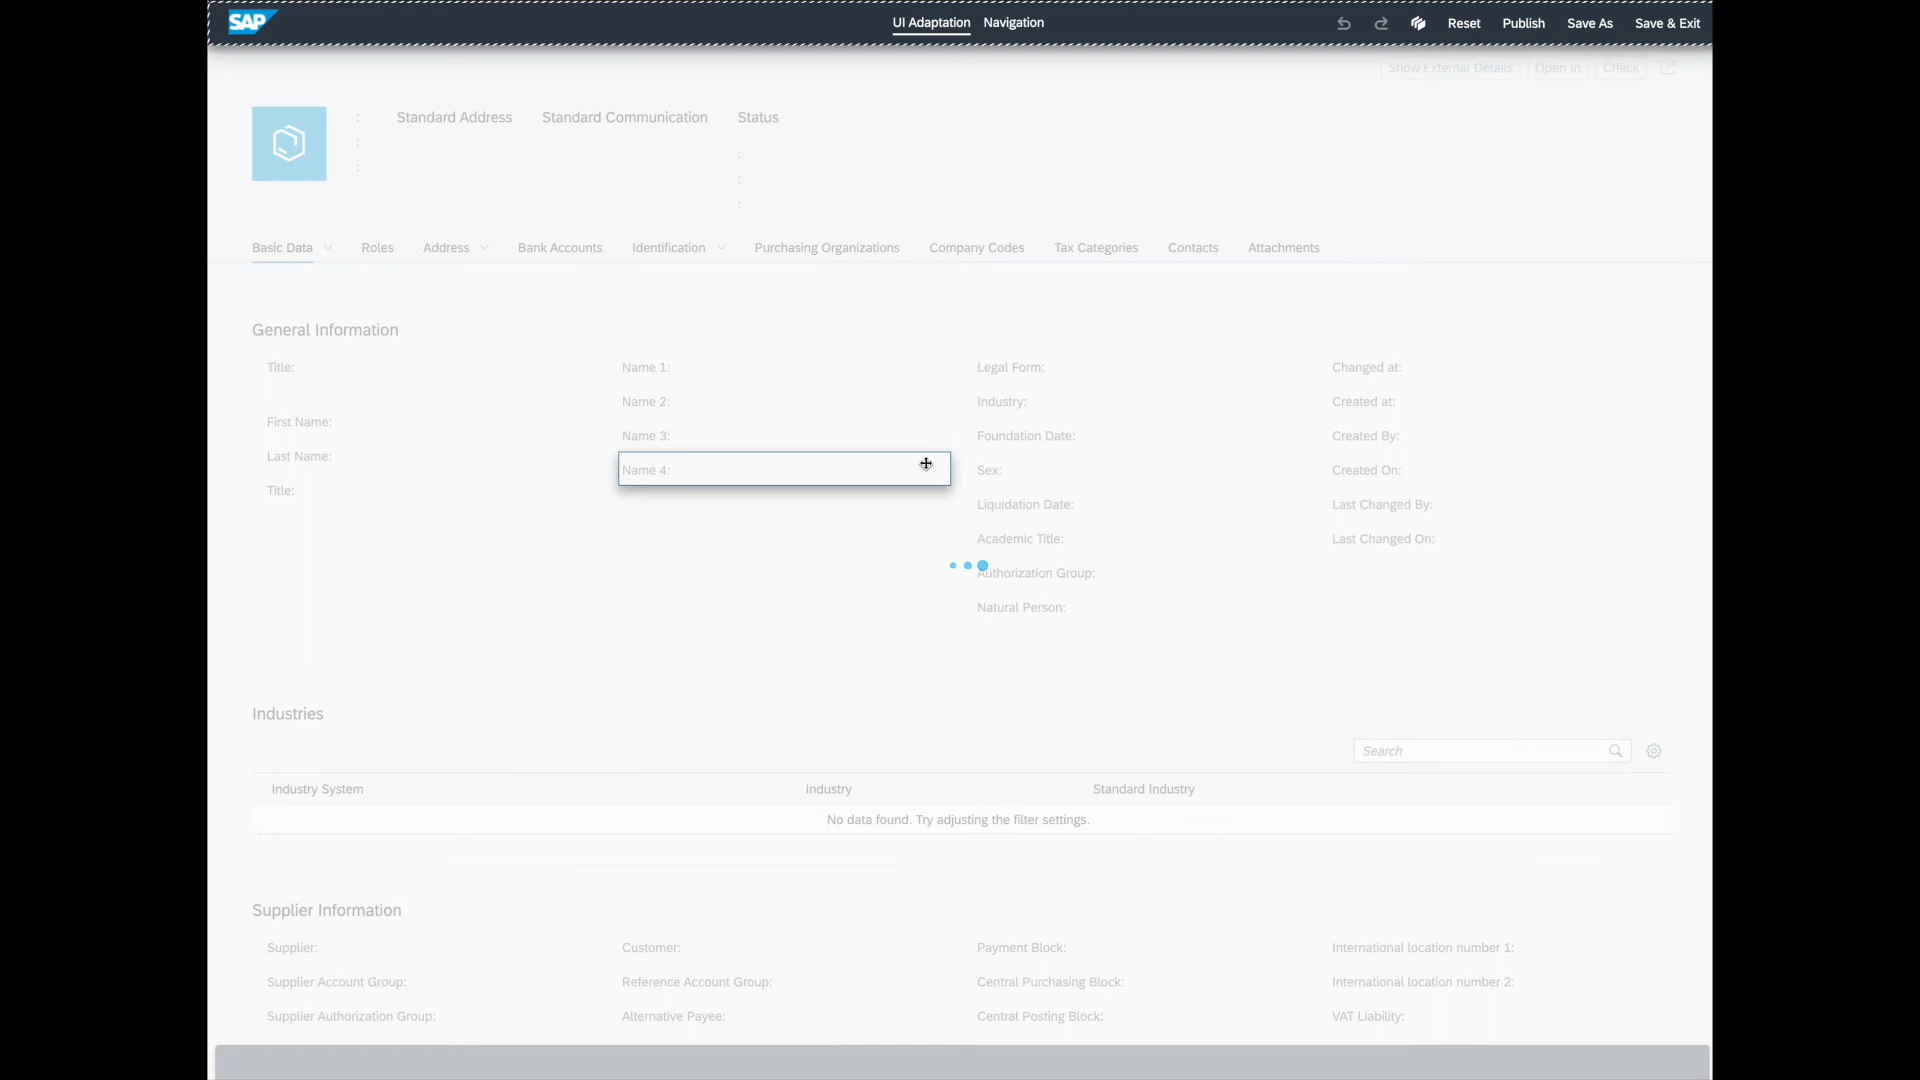 SAP UI Adaptation Navigation Reset Publish Save As Save & Exit
Show External Details Open In Check
: Standard Address Standard Communication Status
:
:
:
:
:
Basic Data Roles Address Bank Accounts Identification Purchasing Organizations Company Codes Tax Categories Contacts Attachments
General Information
Title: Name 1: Legal Form: Changed at:
Name 2: Industry: Created at:
First Name: Name 3: Foundation Date: Created By:
Last Name: Name 4: Sex: Created On:
Title: Liquidation Date: Last Changed By:
Academic Title: Last Changed On:
Authorization Group:
Natural Person:
Industries
Search
Industry System Industry Standard Industry
No data found. Try adjusting the filter settings.
Supplier Information
Supplier: Customer: Payment Block: International location number 1:
Supplier Account Group: Reference Account Group: Central Purchasing Block: International location number 2:
Supplier Authorization Group: Alternative Payee: Central Posting Block: VAT Liability: